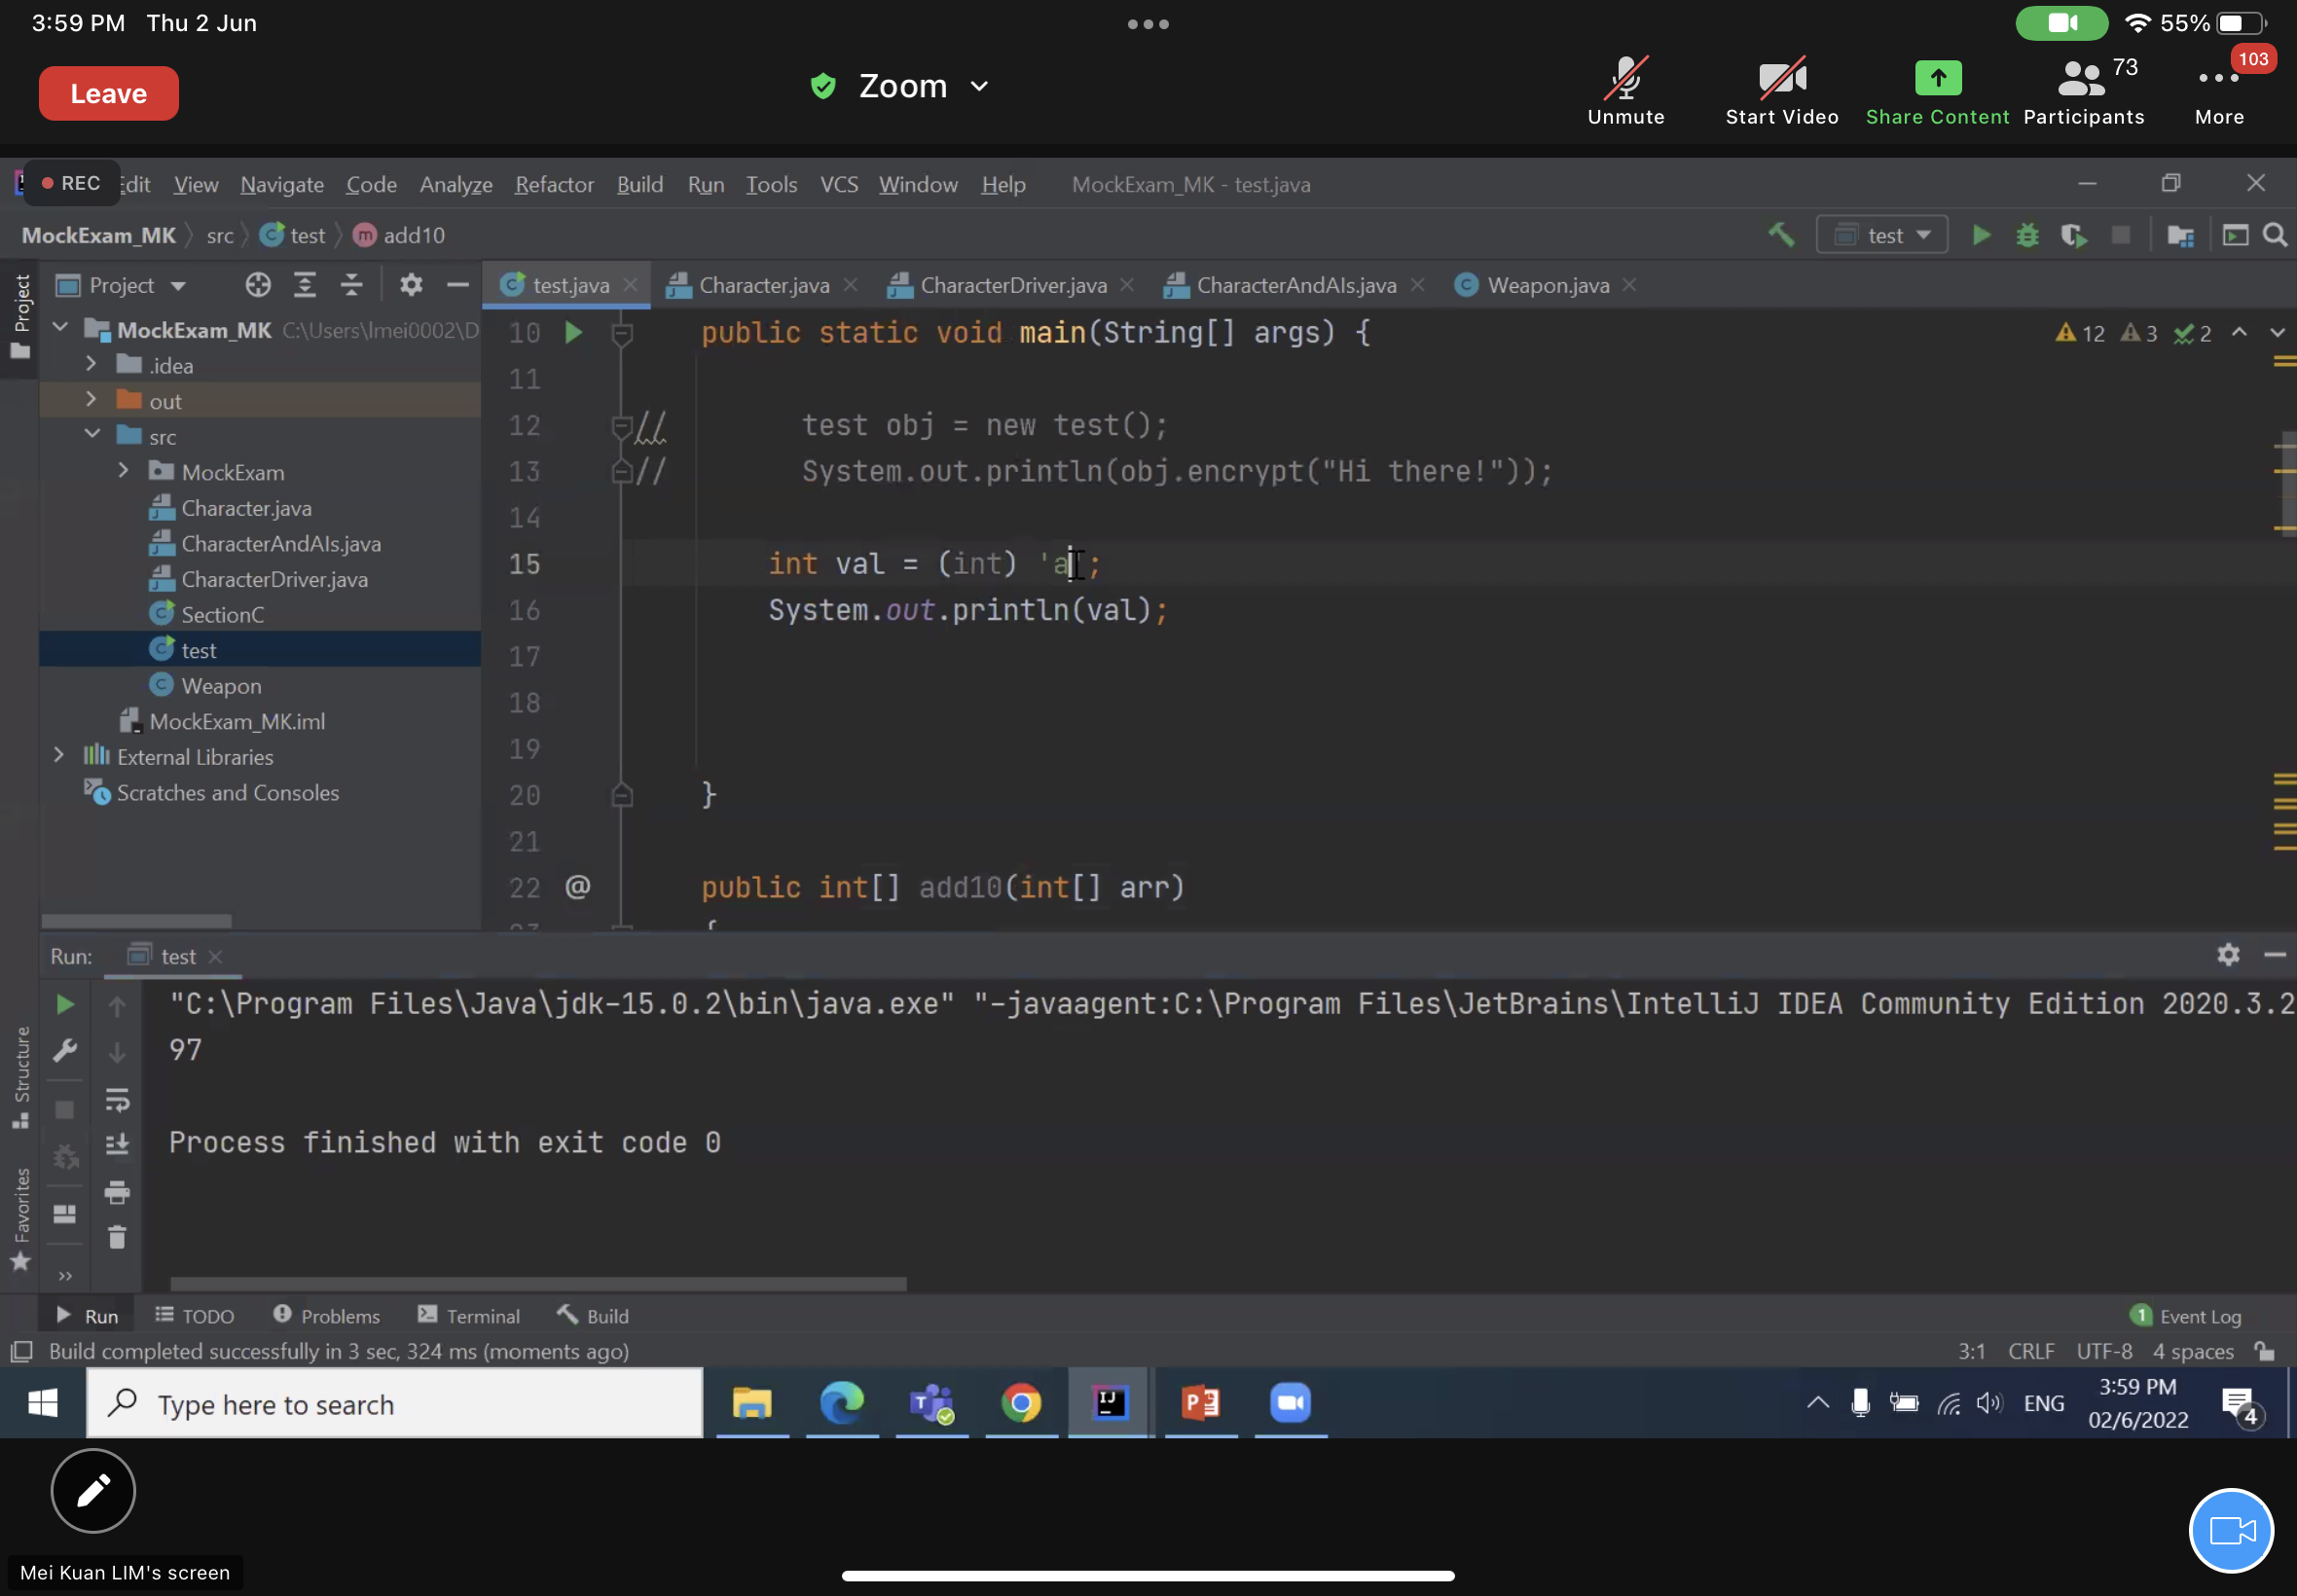 3:59 PM Thu 2 Jun
55%
Leave
Zoom
Unmute
Start Video
Share Content
73
Participants
103
More
REC
Edit View Navigate Code Analyze Refactor Build Run Tools VCS Window Help MockExam_MK - test.java
MockExam_MK src test m add10
test
Project
Project
test.java
Character.java
CharacterDriver.java
CharacterAndAIs.java
Weapon.java
MockExam_MK C:\Users\lmei0002\D
.idea
out
src
MockExam
Character.java
CharacterAndAIs.java
CharacterDriver.java
SectionC
test
Weapon
MockExam_MK.iml
External Libraries
Scratches and Consoles
10 public static void main(String[] args) {
12 3 2
11
12 // test obj = new test();
13 // System.out.println(obj.encrypt("Hi there!"));
14
15 int val = (int) 'a';
16 System.out.println(val);
17
18
19
20 }
21
22 @ public int[] add10(int[] arr)
23 {
Run: test
"C:\Program Files\Java\jdk-15.0.2\bin\java.exe" "-javaagent:C:\Program Files\JetBrains\IntelliJ IDEA Community Edition 2020.3.2
97
Process finished with exit code 0
Structure
Favorites
Run TODO Problems Terminal Build
1 Event Log
Build completed successfully in 3 sec, 324 ms (moments ago)
3:1 CRLF UTF-8 4 spaces
Type here to search
ENG
3:59 PM
02/6/2022
4
Mei Kuan LIM's screen